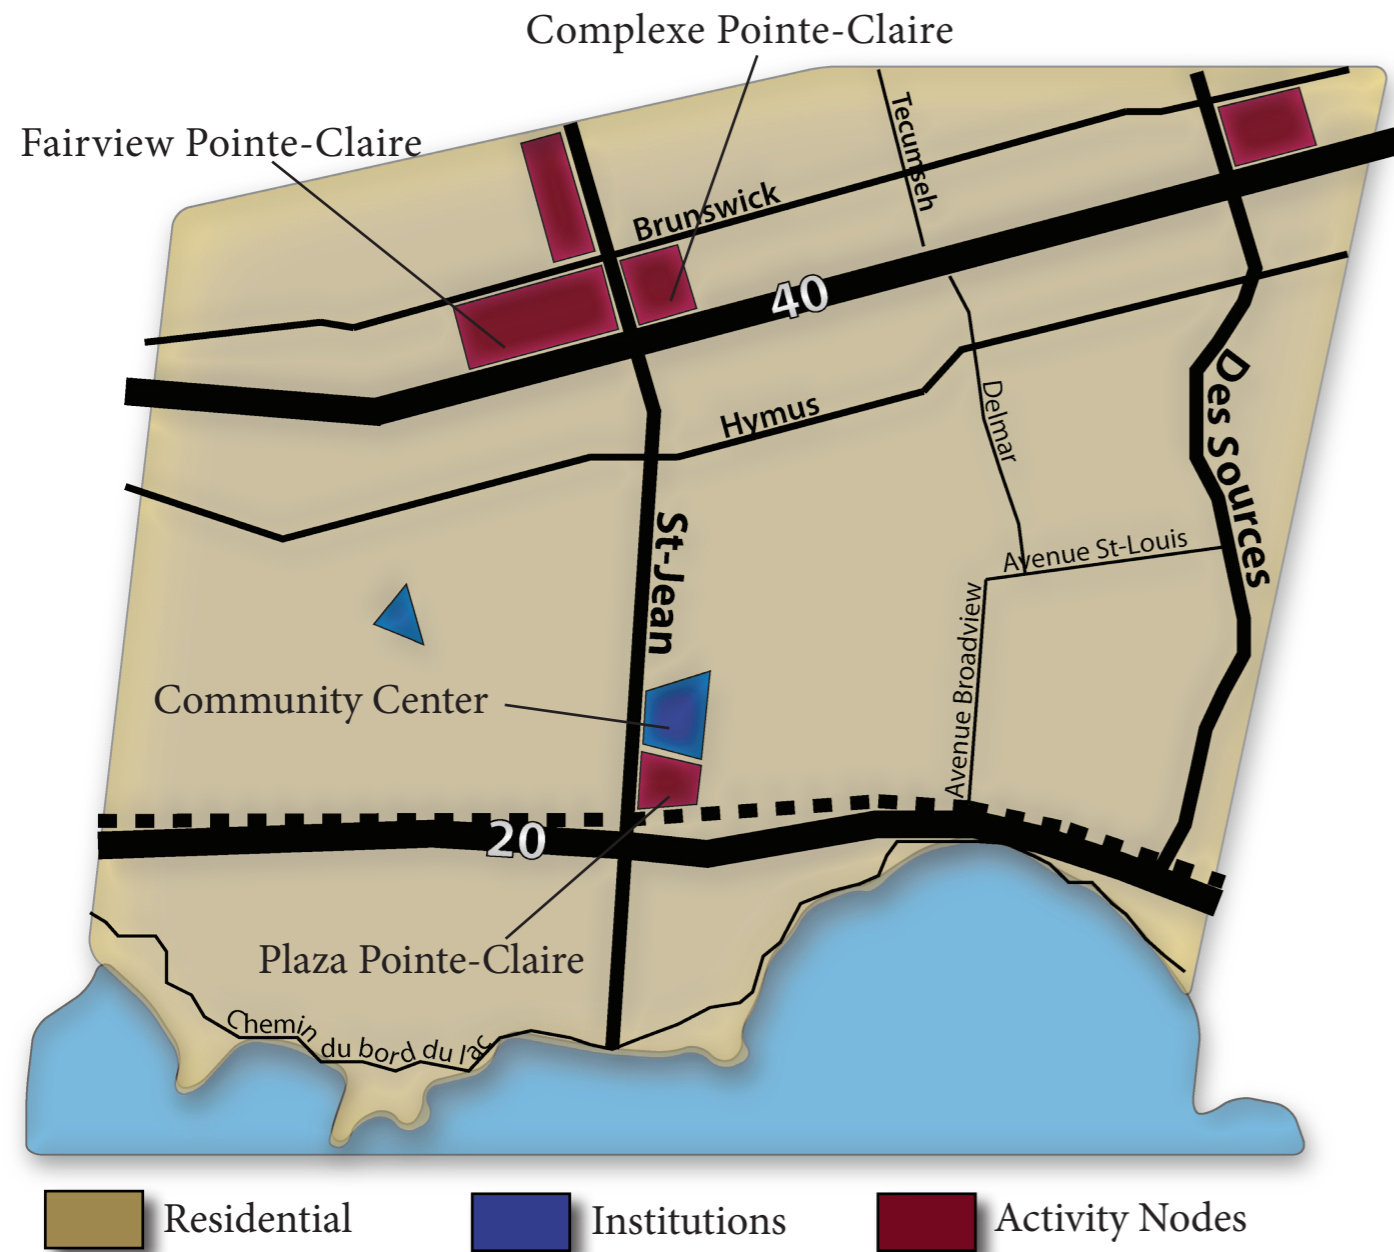 Complexe Pointe-Claire
Fairview Pointe-Claire
Tecumseh
Brunswick
40
Hymus
Delmar
Des Sources
St-Jean
Avenue St-Louis
Avenue Broadview
Community Center
20
Plaza Pointe-Claire
Chemin du bord du lac
Residential
Institutions
Activity Nodes